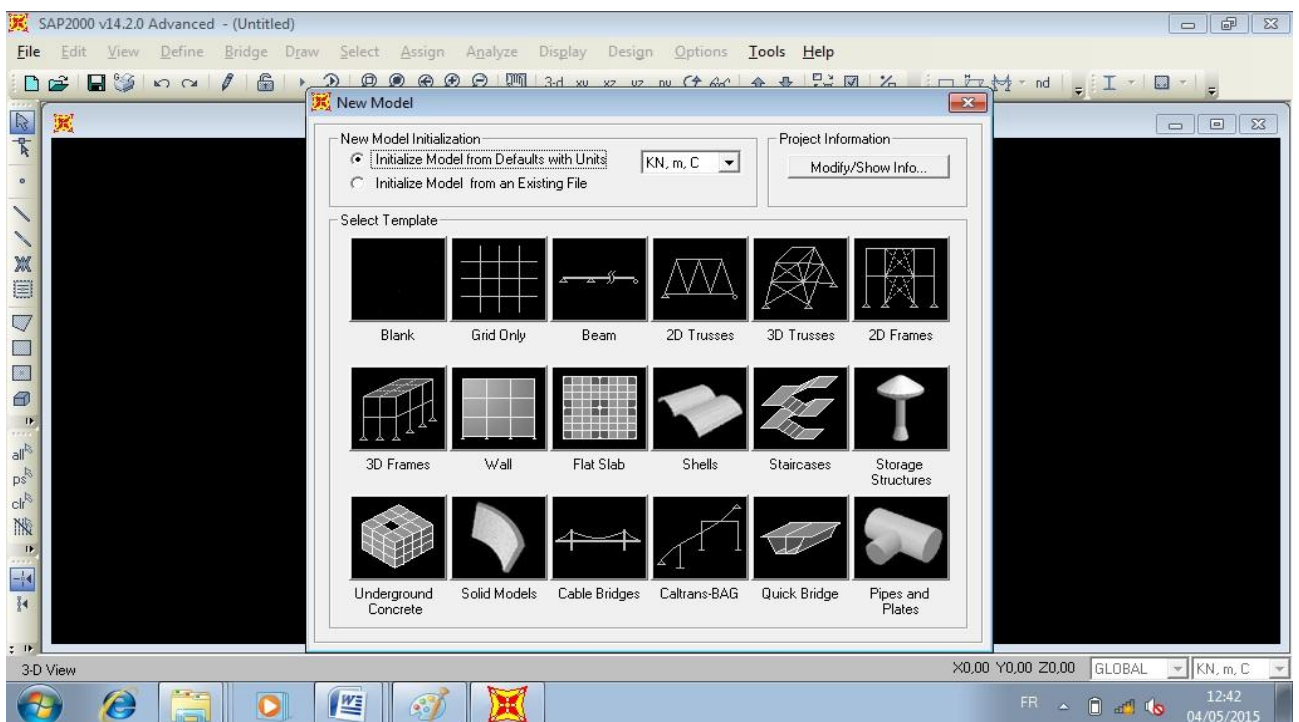 SAP2000 v14.2.0 Advanced - (Untitled)
File Edit View Define Bridge Draw Select Assign Analyze Display Design Options Tools Help
3-d xy xz yz nv nd
New Model
New Model Initialization
Project Information
Initialize Model from Defaults with Units
KN, m, C
Modify/Show Info...
Initialize Model from an Existing File
Select Template
Blank Grid Only Beam 2D Trusses 3D Trusses 2D Frames
3D Frames Wall Flat Slab Shells Staircases Storage Structures
Underground Concrete Solid Models Cable Bridges Caltrans-BAG Quick Bridge Pipes and Plates
all
ps
clr
3-D View
X0,00 Y0,00 Z0,00
GLOBAL
KN, m, C
FR
12:42
04/05/2015